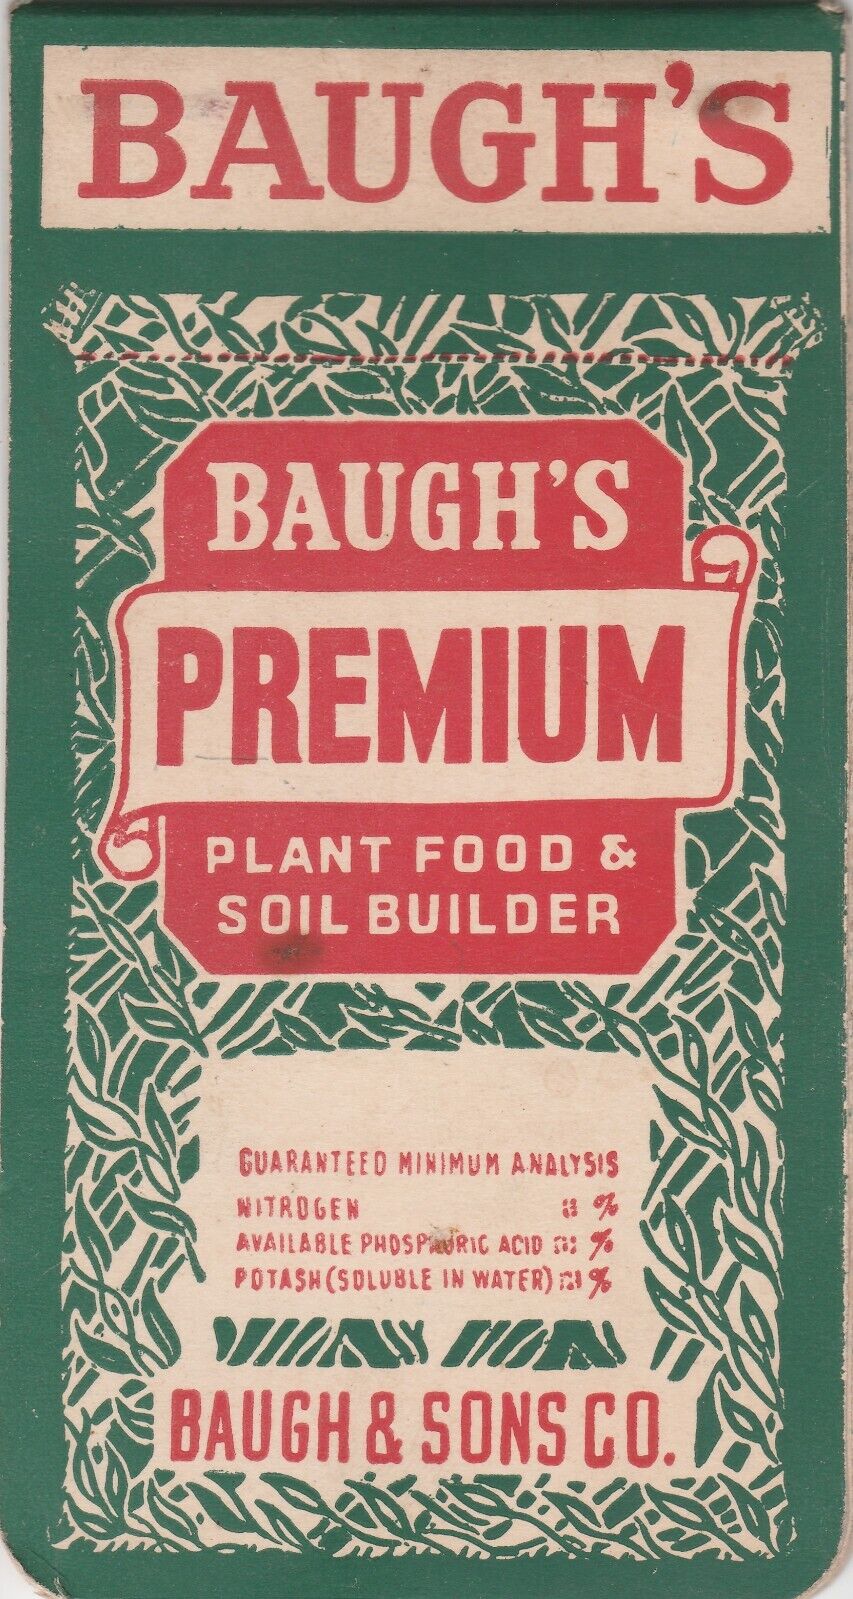 BAUGH'S
BAUGH'S
PREMIUM
PLANT FOOD &
SOIL BUILDER
GUARANTEED MINIMUM ANALYSIS
NITROGEN %
AVAILABLE PHOSPHORIC ACID %
POTASH (SOLUBLE IN WATER) %
BAUGH & SONS CO.